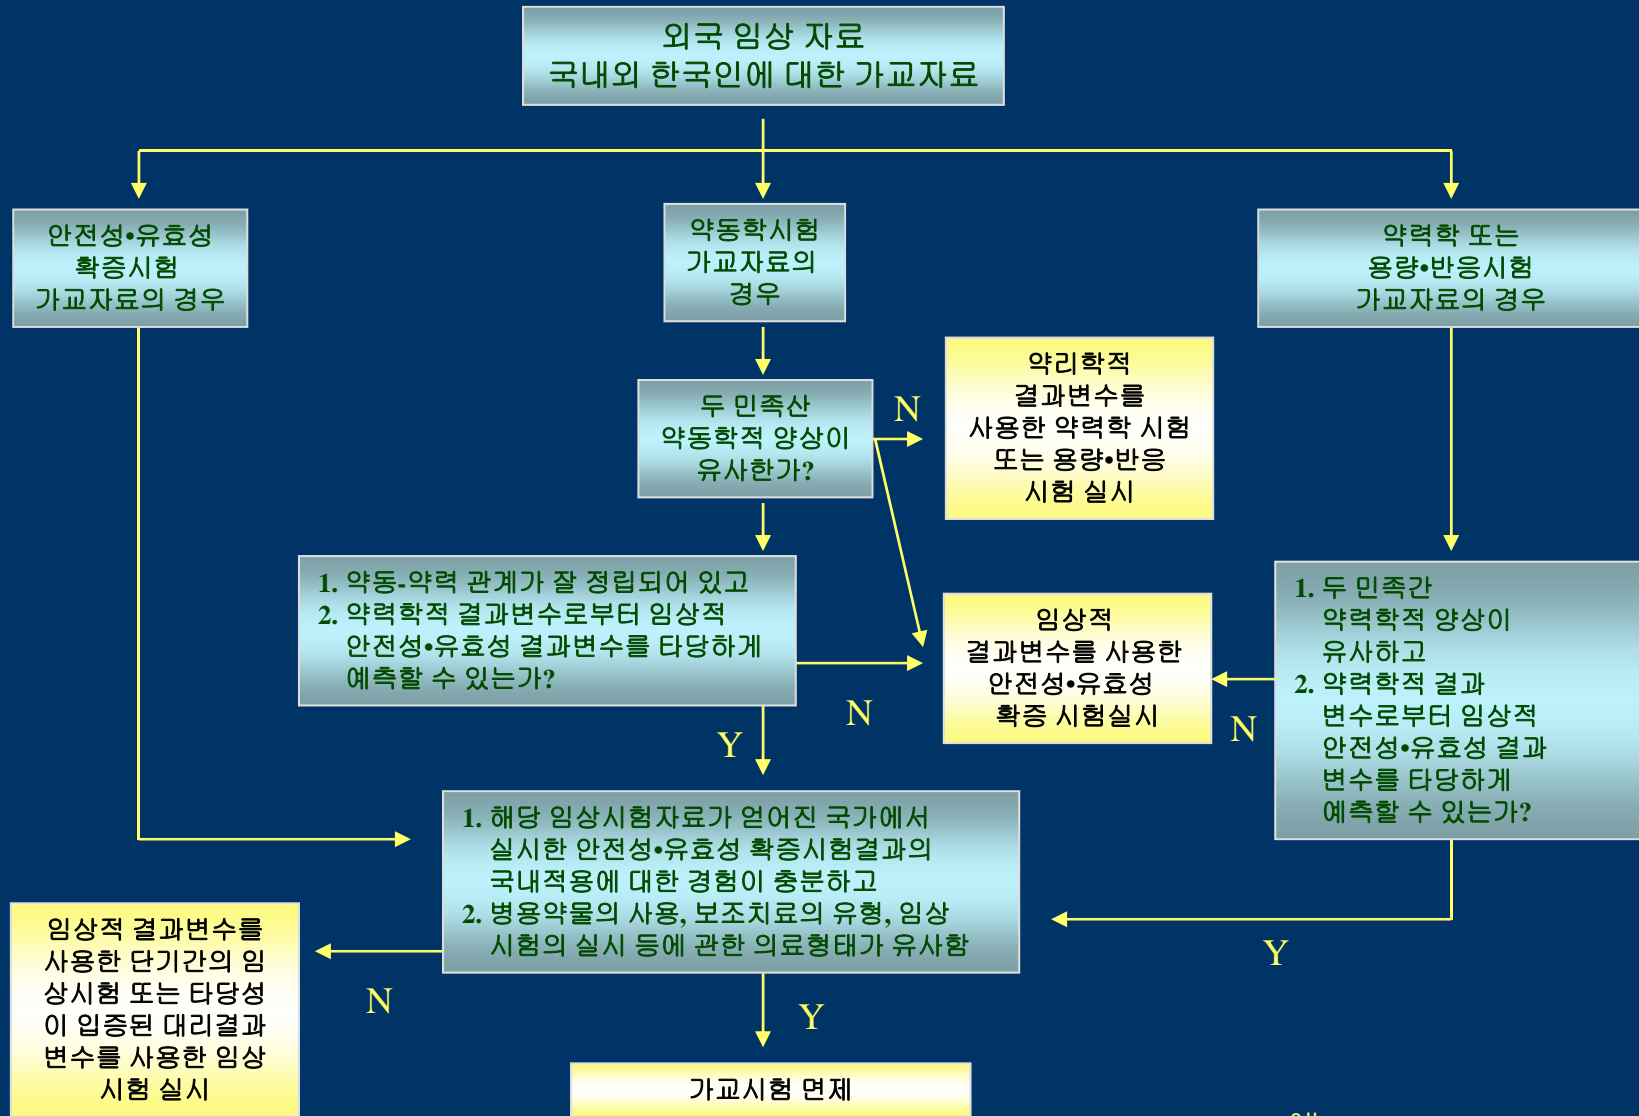 외국 임상 자료
국내외 한국인에 대한 가교자료
안전성•유효성
확증시험
가교자료의 경우
약동학시험
가교자료의
경우
약력학 또는
용량•반응시험
가교자료의 경우
두 민족산
약동학적 양상이
유사한가?
N
약리학적
결과변수를
사용한 약력학 시험
또는 용량•반응
시험 실시
1. 약동-약력 관계가 잘 정립되어 있고
2. 약력학적 결과변수로부터 임상적
안전성•유효성 결과변수를 타당하게
예측할 수 있는가?
N
Y
임상적
결과변수를 사용한
안전성•유효성
확증 시험실시
N
1. 두 민족간
약력학적 양상이
유사하고
2. 약력학적 결과
변수로부터 임상적
안전성•유효성 결과
변수를 타당하게
예측할 수 있는가?
Y
1. 해당 임상시험자료가 얻어진 국가에서
실시한 안전성•유효성 확증시험결과의
국내적용에 대한 경험이 충분하고
2. 병용약물의 사용, 보조치료의 유형, 임상
시험의 실시 등에 관한 의료형태가 유사함
N
Y
임상적 결과변수를
사용한 단기간의 임
상시험 또는 타당성
이 입증된 대리결과
변수를 사용한 임상
시험 실시
가교시험 면제